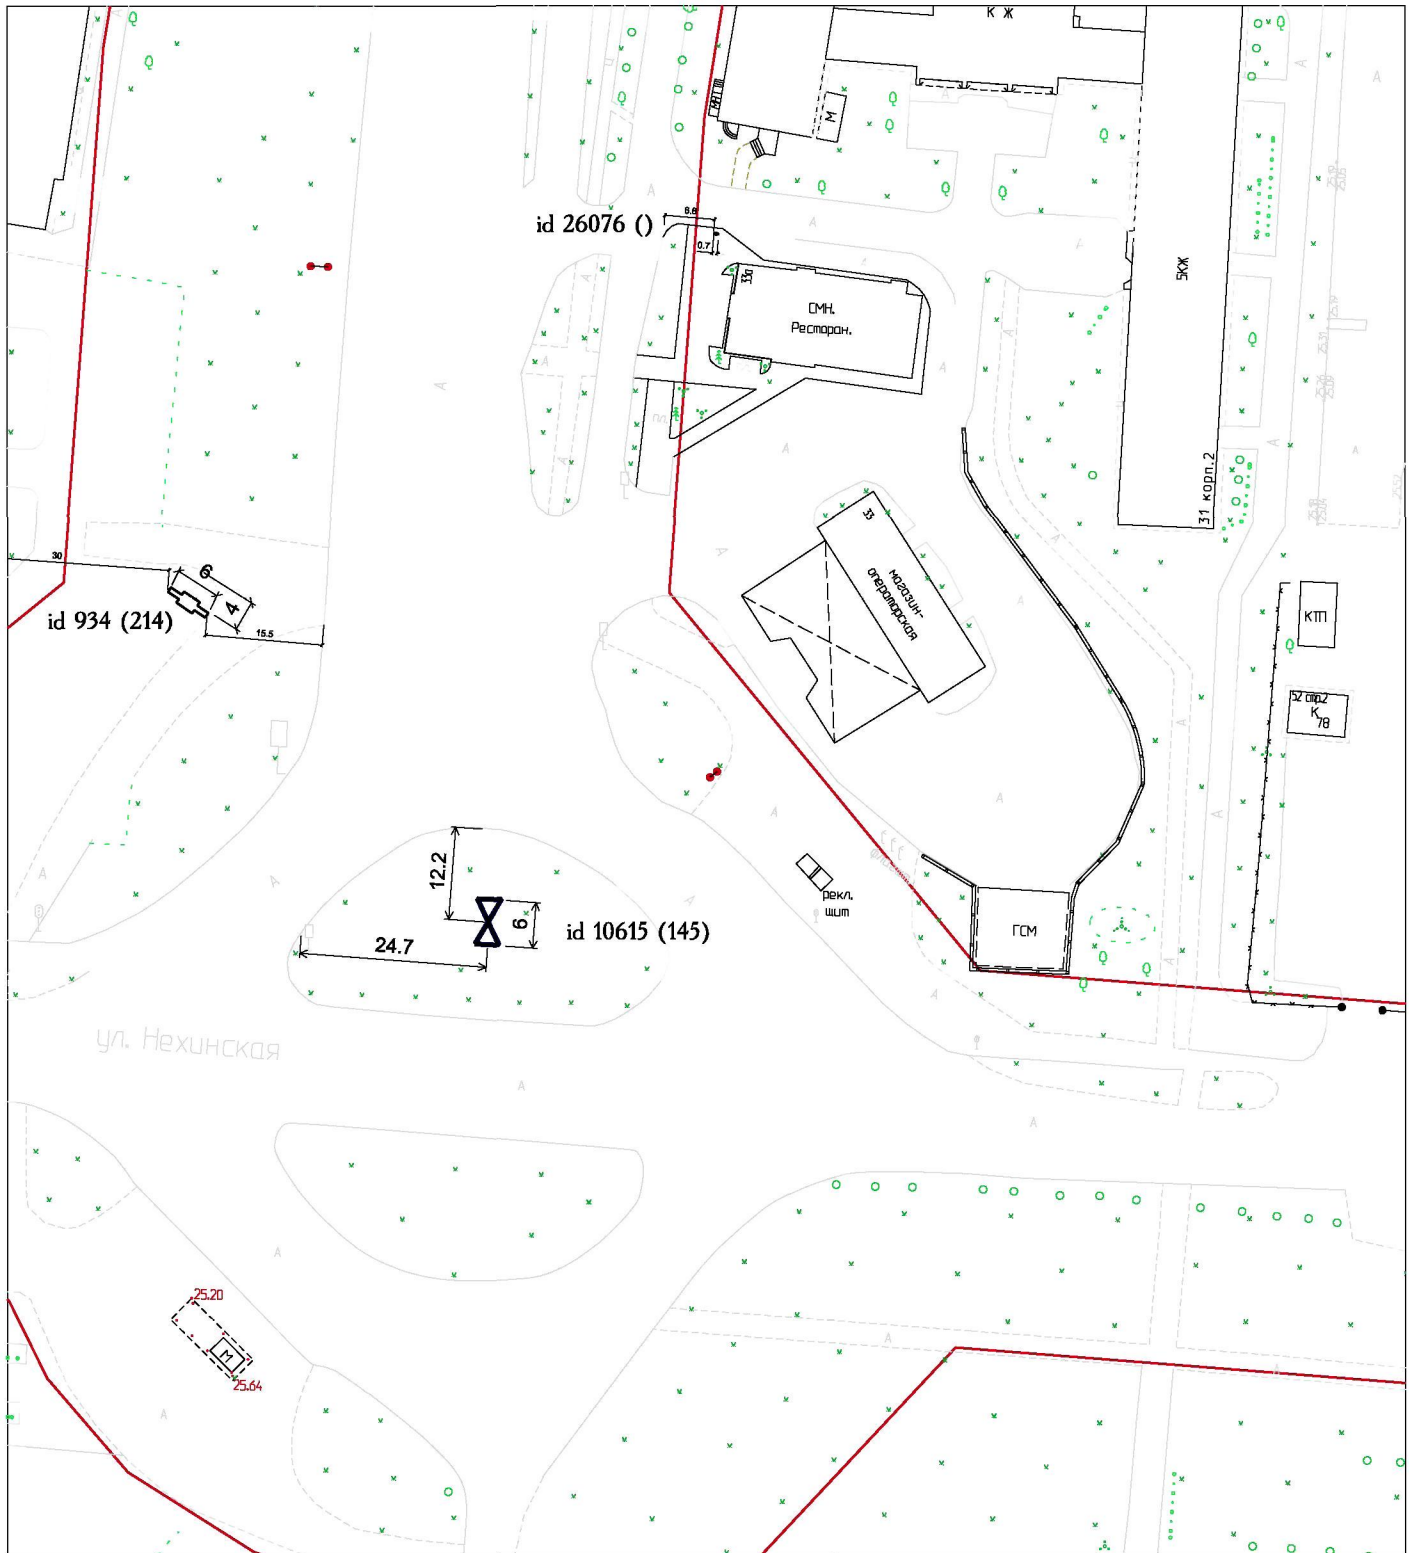 К Ж
М
М
id 26076 ()
6.6
0.7
33а
СМН.
Ресторан.
5КЖ
31 корп.2
33
магазин-
операторская
30
6
4
id 934 (214)
15.5
КТП
52 стр.2
К
78
12.2
6
24.7
id 10615 (145)
рекл.
щит
ГСМ
ул. Нехинская
25.20
М
25.64